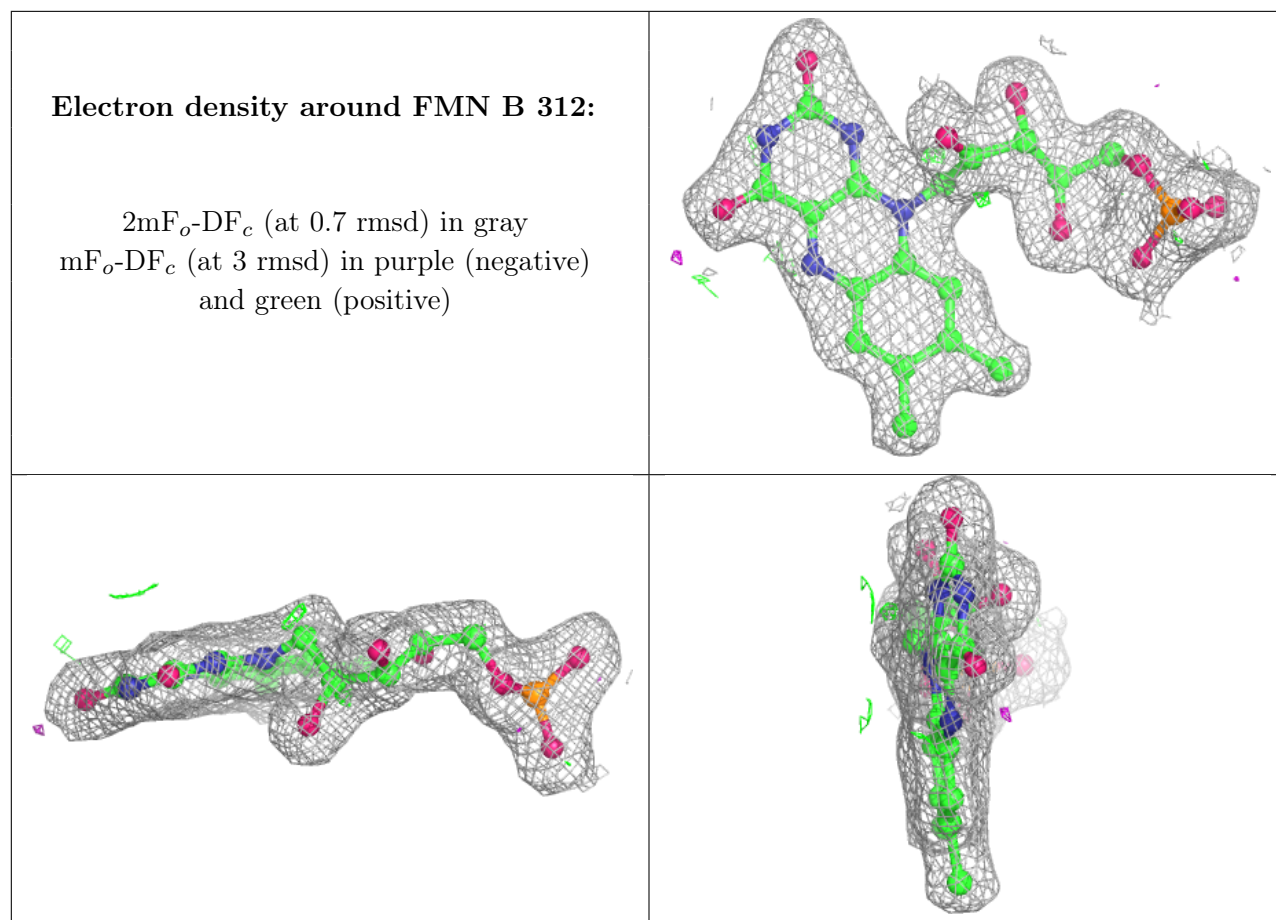 Electron density around FMN B 312:
2mFo-DFc (at 0.7 rmsd) in gray
mFo-DFc (at 3 rmsd) in purple (negative)
and green (positive)